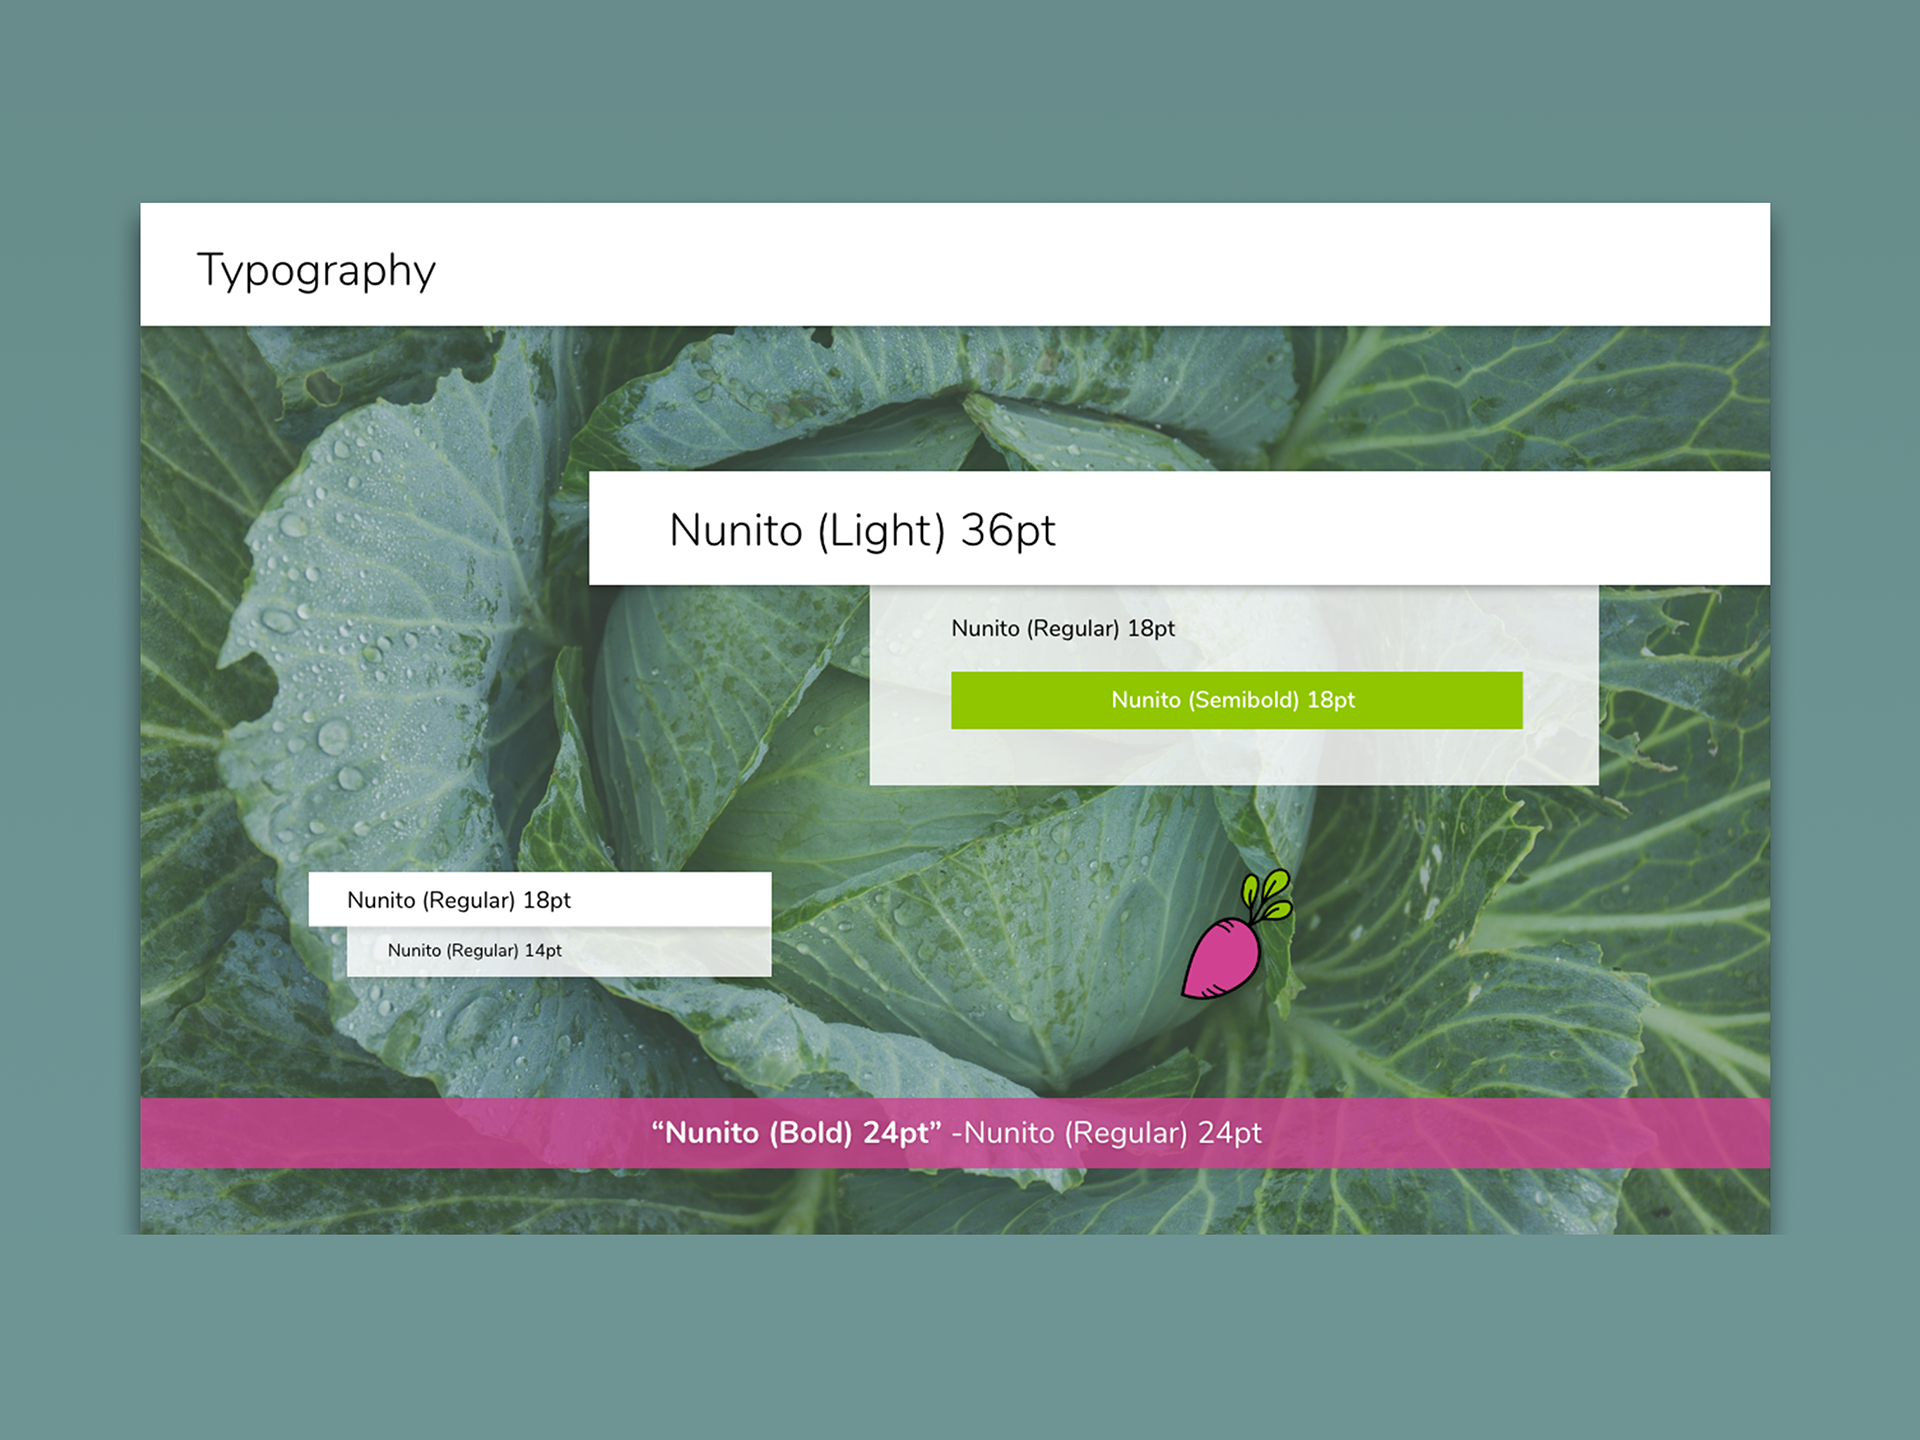 Typography
Nunito (Light) 36pt
Nunito (Regular) 18pt
Nunito (Semibold) 18pt
Nunito (Regular) 18pt
Nunito (Regular) 14pt
“Nunito (Bold) 24pt” -Nunito (Regular) 24pt